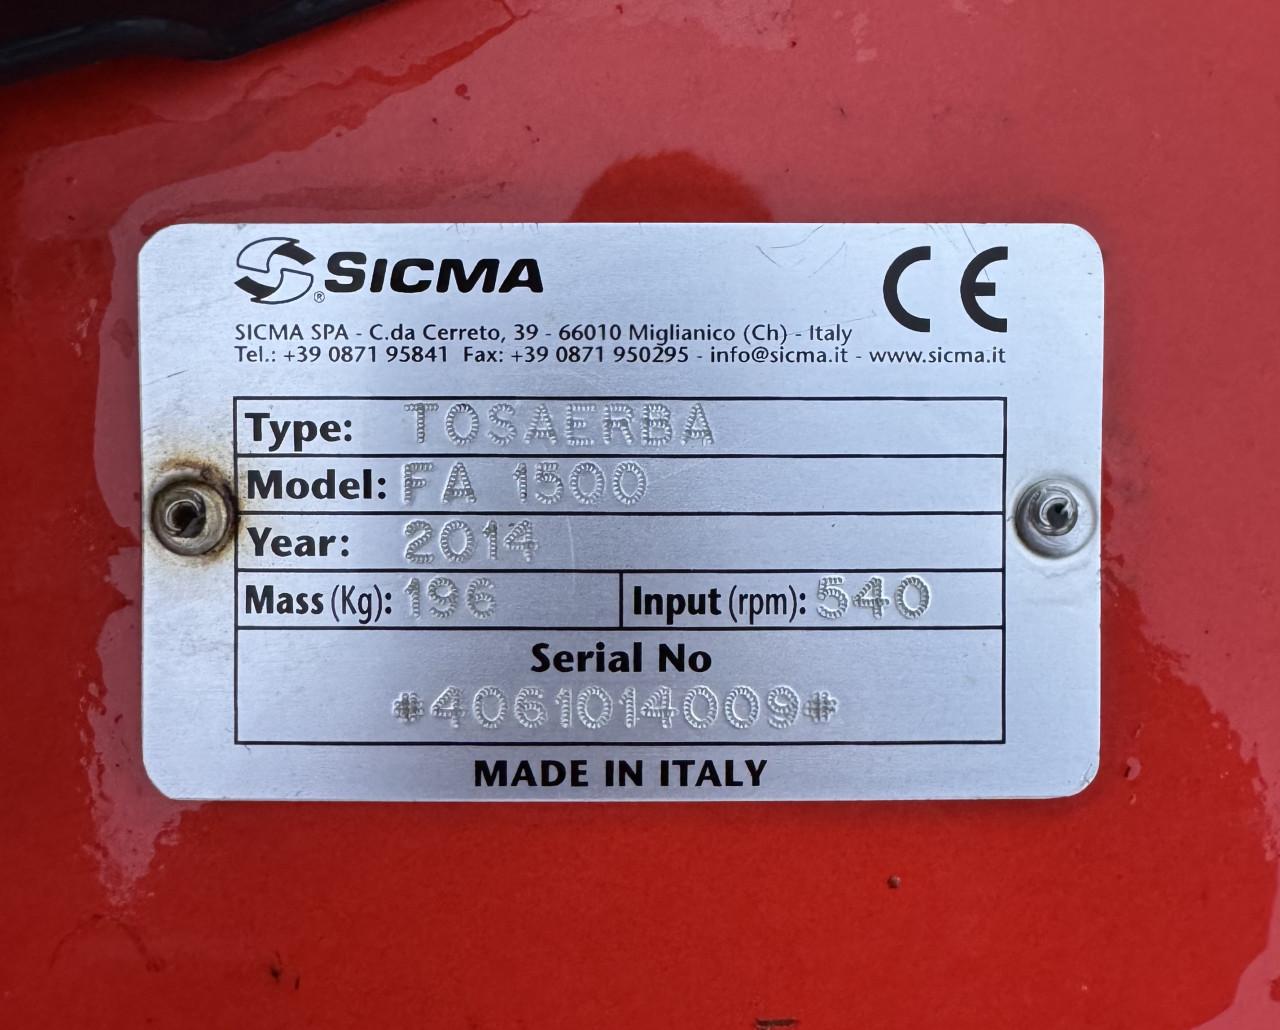 SICMA ® CE
SICMA SPA - C.da Cerreto, 39 - 66010 Miglianico (Ch) - Italy
Tel.: +39 0871 95841 Fax: +39 0871 950295 - info@sicma.it - www.sicma.it
Type: TOSAERBA
Model: FA 1500
Year: 2014
Mass (Kg): 196 Input (rpm): 540
Serial No
*4061014009*
MADE IN ITALY